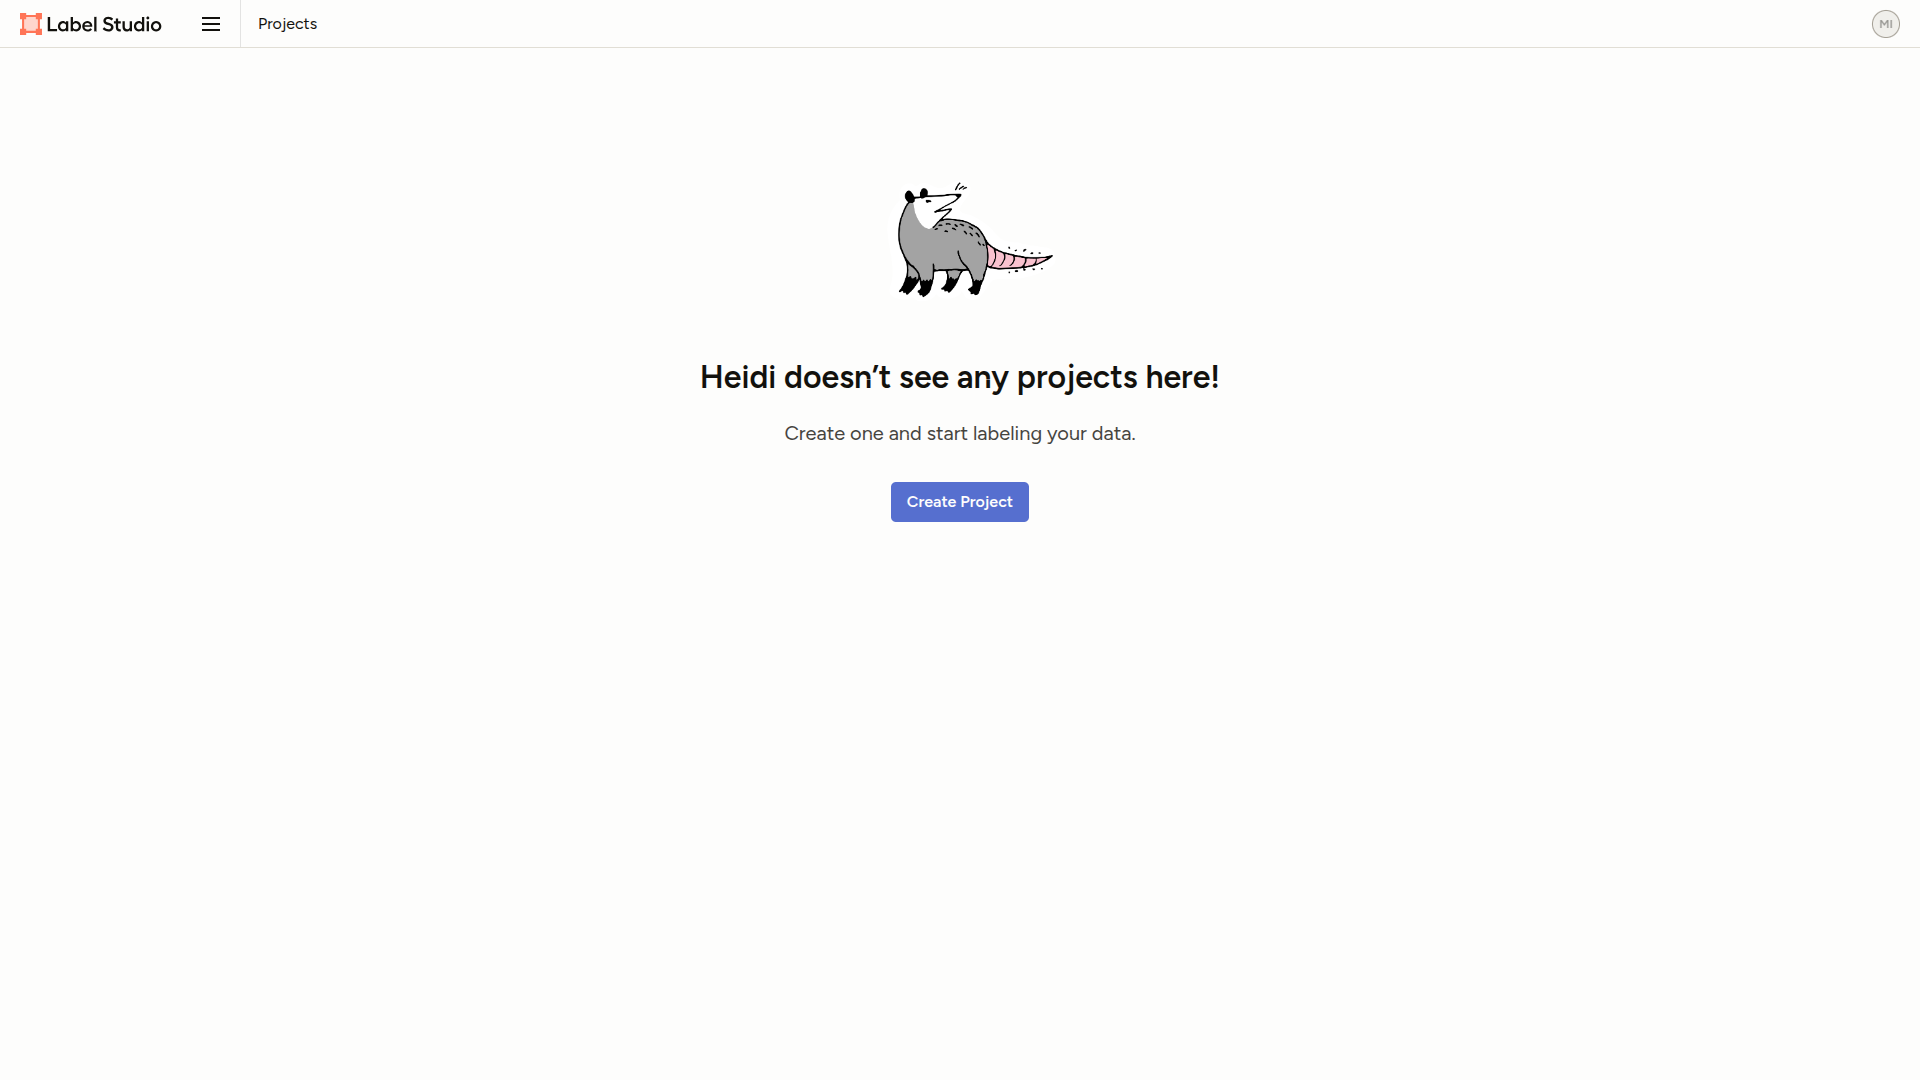 Label Studio
Projects
MI
Heidi doesn’t see any projects here!
Create one and start labeling your data.
Create Project